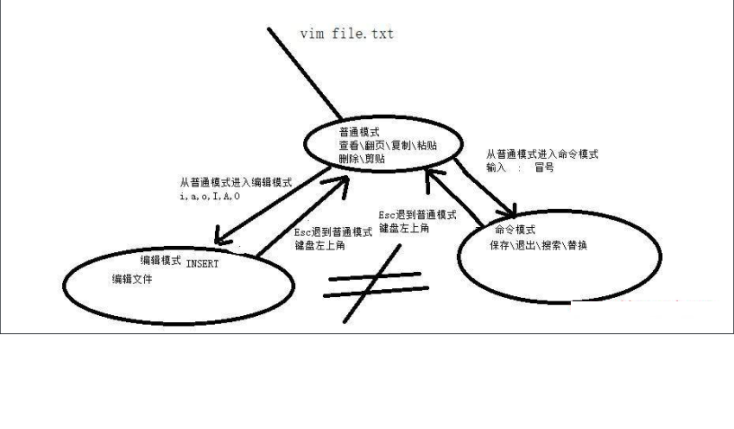 vim file.txt
普通模式
查看\翻页\复制\粘贴
删除\剪贴
从普通模式进入命令模式
输入 : 冒号
从普通模式进入编辑模式
i,a,o,I,A,O
Esc退到普通模式
键盘左上角
Esc退到普通模式
键盘左上角
命令模式
保存\退出\搜索\替换
编辑模式 INSERT
编辑文件